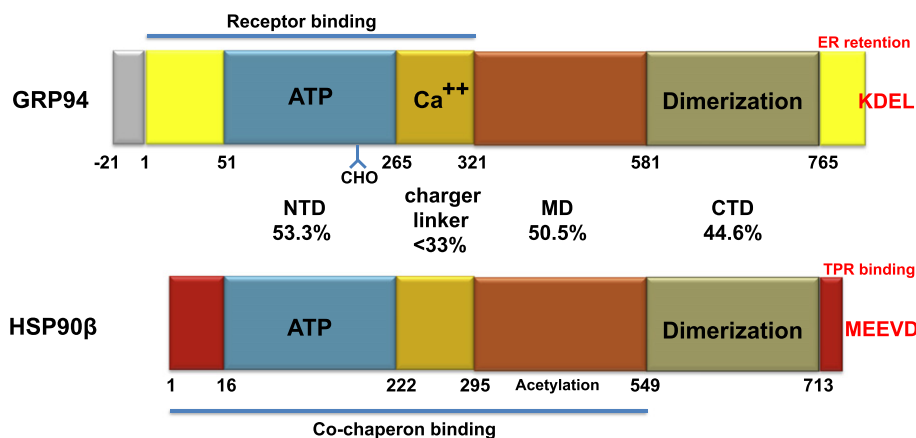 Receptor binding
ER retention
GRP94
ATP
Ca++
Dimerization
KDEL
-21 1 51 265 321 581 765
CHO
NTD
53.3%
charger
linker
<33%
MD
50.5%
CTD
44.6%
TPR binding
HSP90β
ATP
Dimerization
MEEVD
1 16 222 295 Acetylation 549 713
Co-chaperon binding